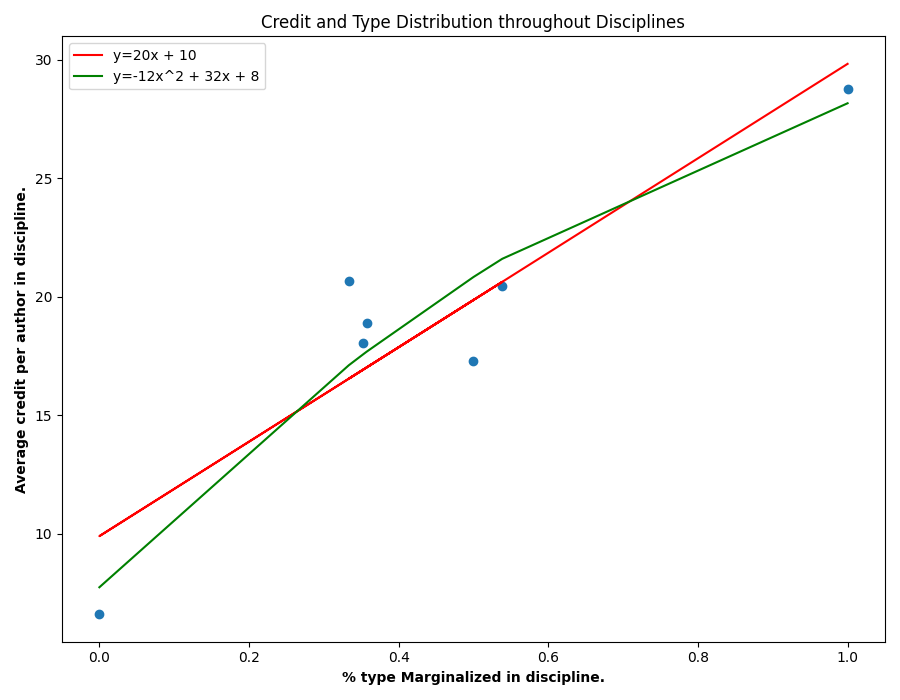 Credit and Type Distribution throughout Disciplines
y=20x + 10
y=-12x^2 + 32x + 8
30
25
20
15
10
Average credit per author in discipline.
0.0 0.2 0.4 0.6 0.8 1.0
% type Marginalized in discipline.